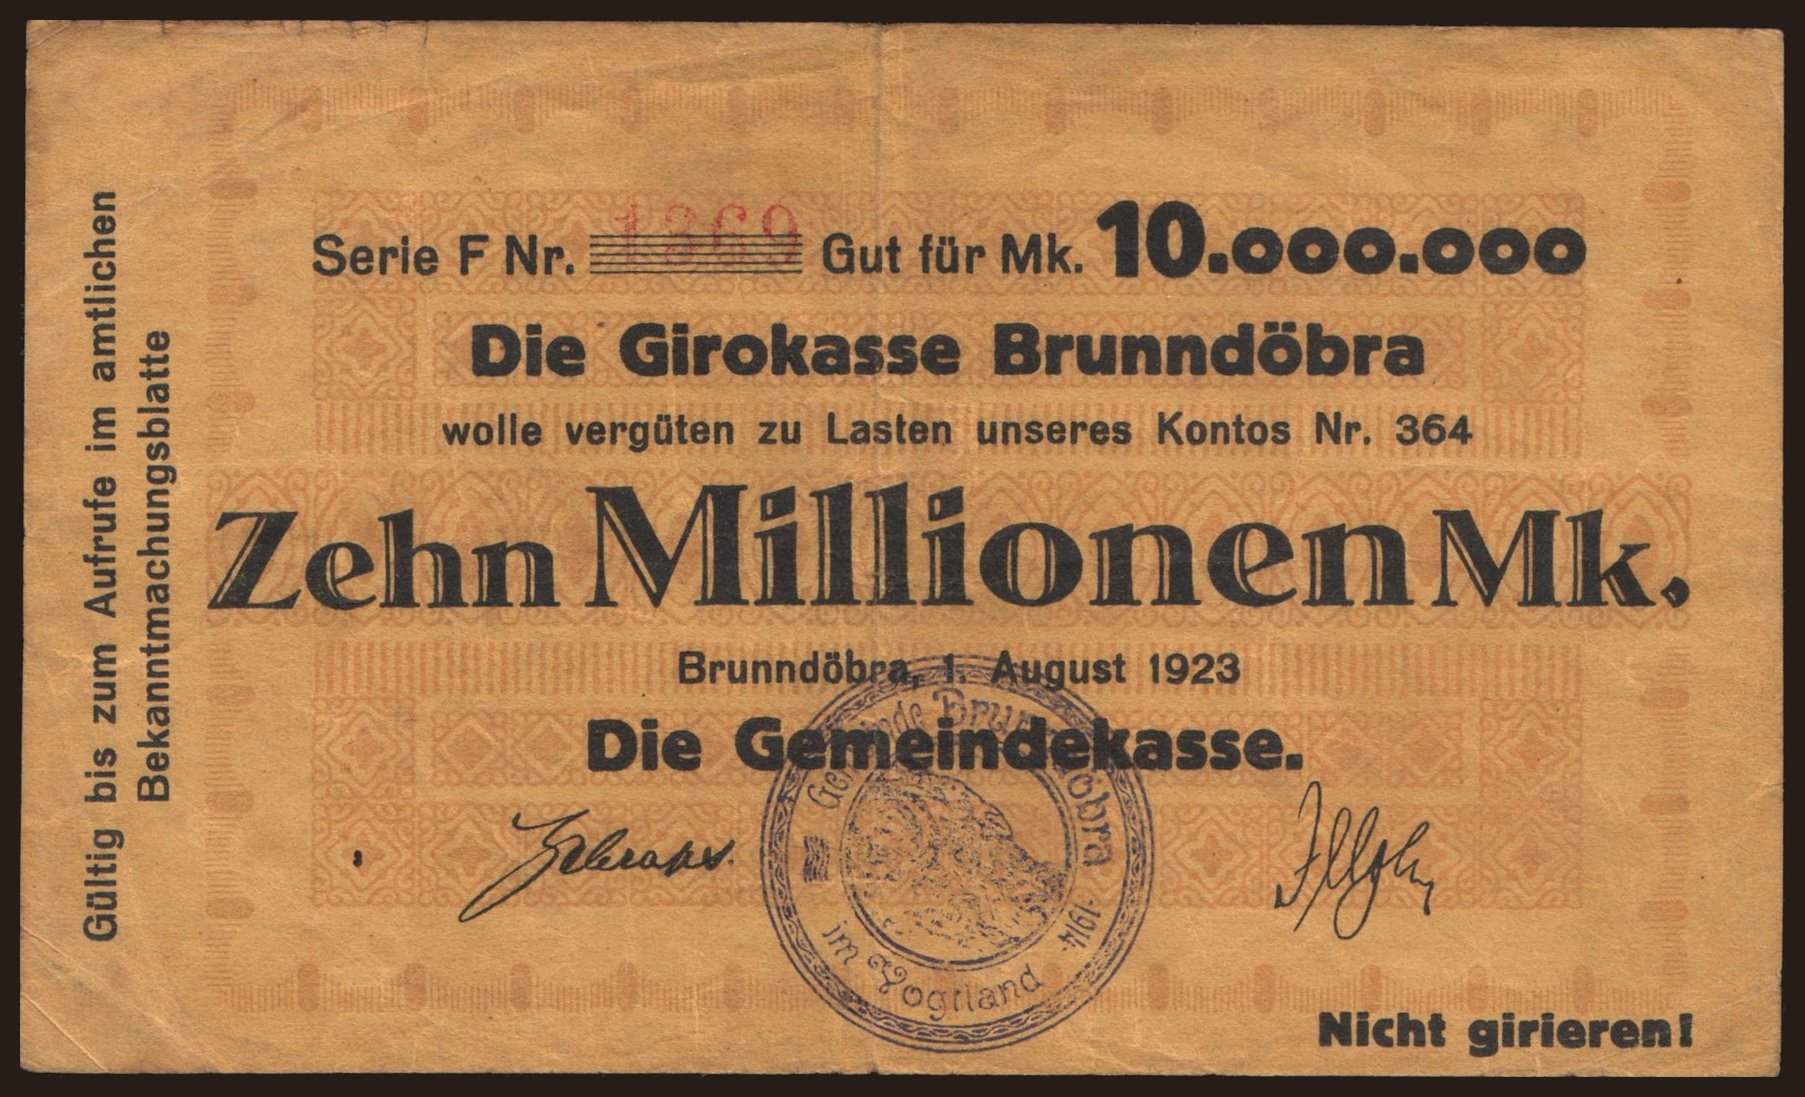 Serie F Nr. 1369 Gut für Mk. 10.000.000
Die Girokasse Brunndöbra
wolle vergüten zu Lasten unseres Kontos Nr. 364
Zehn Millionen Mk.
Brunndöbra, 1. August 1923
Die Gemeindekasse.
Gemeinde Brunndöbra
1914
im Vogtland
Nicht girieren!
Gültig bis zum Aufrufe im amtlichen
Bekanntmachungsblatte